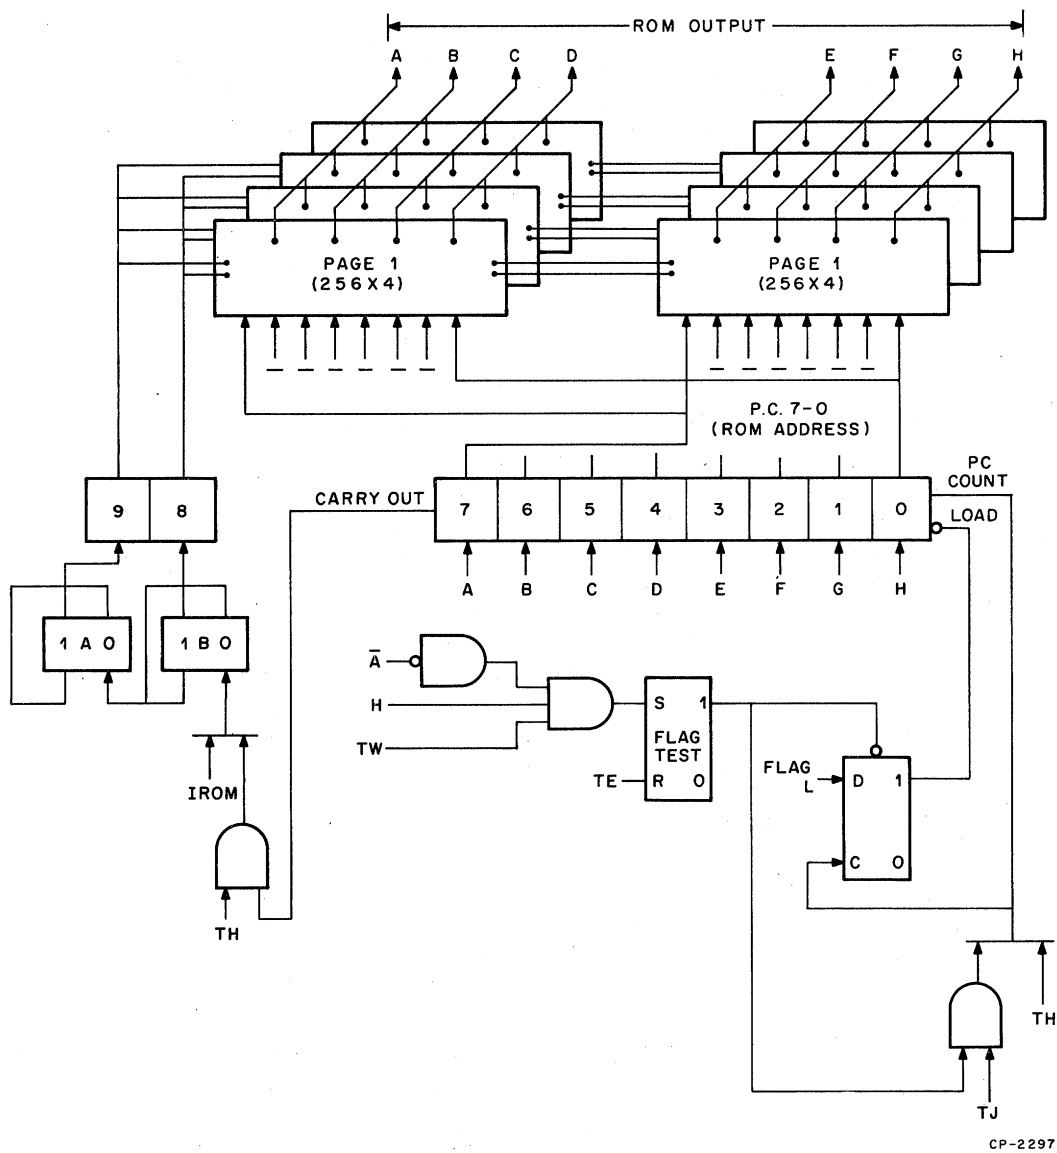 ROM OUTPUT
A B C D E F G H
PAGE 1
(256X4)
PAGE 1
(256X4)
P.C. 7-0
(ROM ADDRESS)
PC
COUNT
CARRY OUT
LOAD
9 8
7 6 5 4 3 2 1 0
A B C D E F G H
1 A 0
1 B 0
A̅
H
TW
S 1
FLAG
TEST
R 0
TE
FLAG
L
D 1
C 0
IROM
TH
TH
TJ
CP-2297